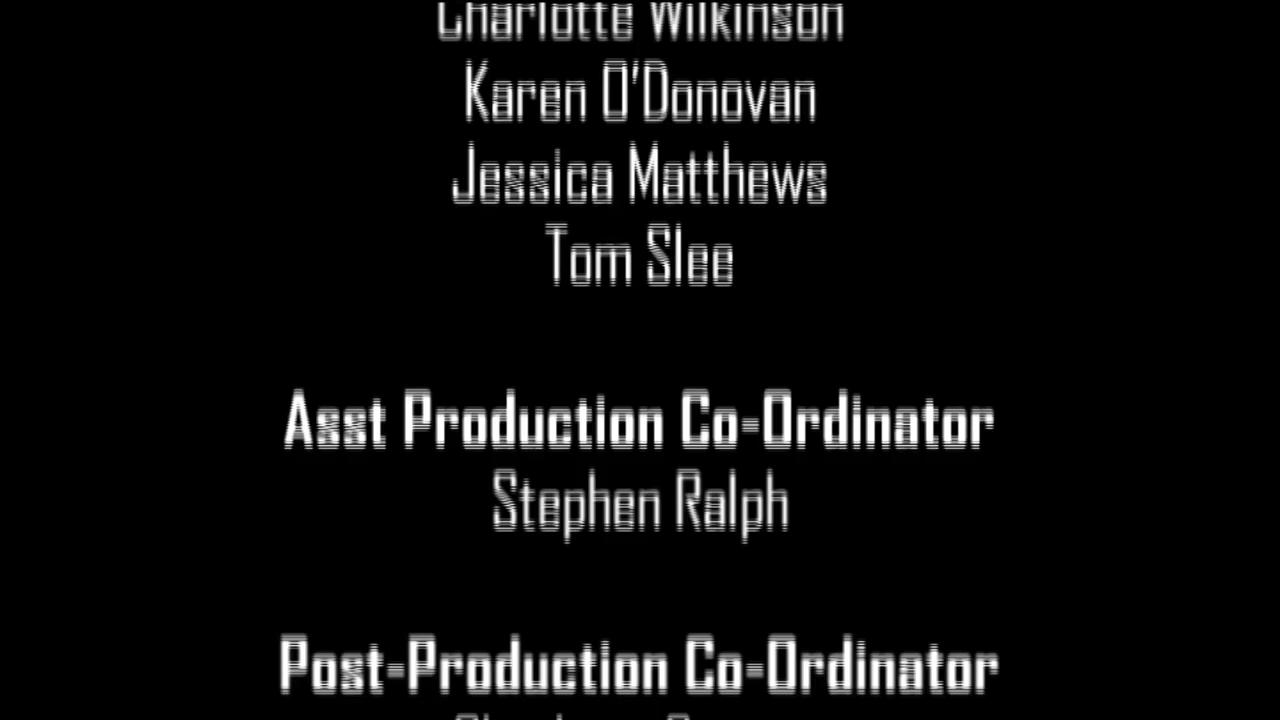 Charlotte Wilkinson
Karen O'Donovan
Jessica Matthews
Tom Slee
Asst Production Co-Ordinator
Stephen Ralph
Post-Production Co-Ordinator